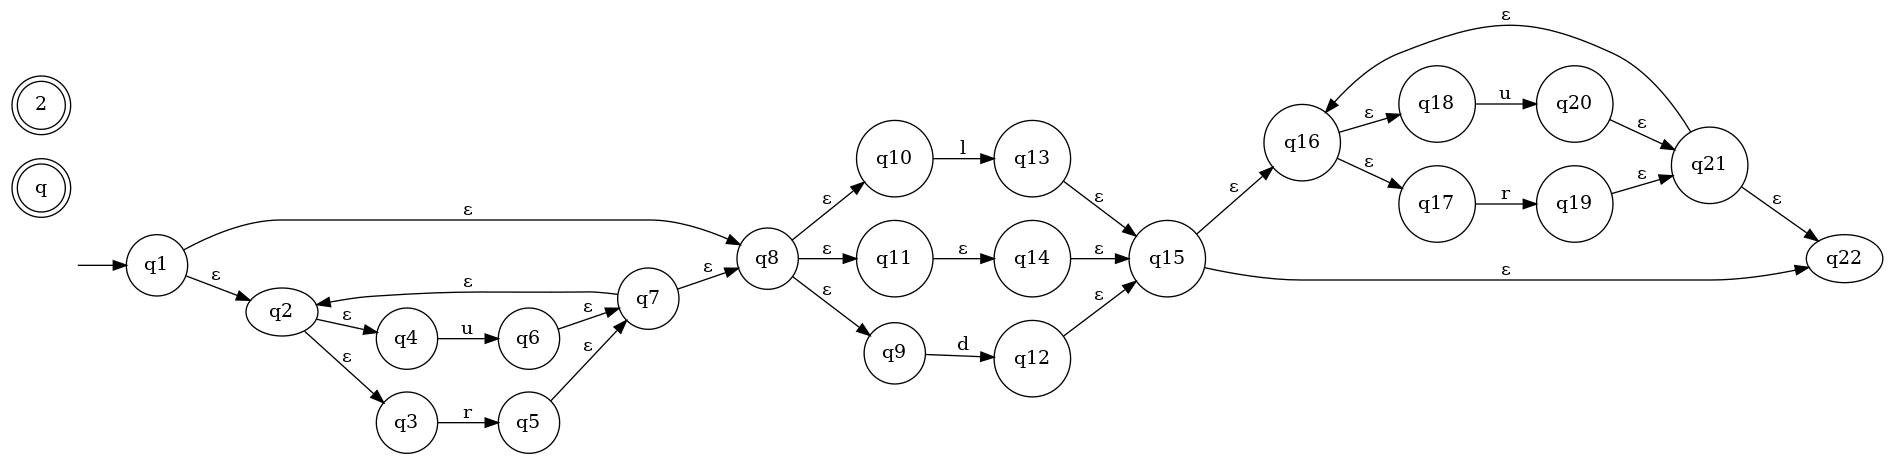 2
q
q1
ε
ε
q2
ε
ε
q4
u
q6
ε
q3
r
q5
ε
ε
q7
ε
q8
ε
q10
l
q13
ε
ε
q11
ε
q14
ε
ε
q9
d
q12
ε
q15
ε
ε
q16
ε
ε
q18
u
q20
ε
ε
q17
r
q19
ε
q21
ε
q22